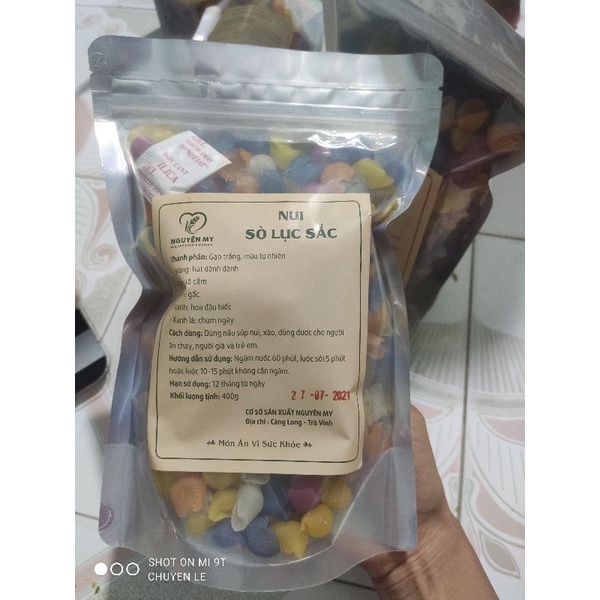 NUI
SÒ LỤC SẮC
NGUYÊN MY
Thành phần: Gạo trắng, màu tự nhiên
hạt dành dành
lá cẩm
gấc
hoa đậu biếc
- Xanh lá: chùm ngây
Cách dùng: Dùng nấu súp nui, xào, dùng được cho người
ăn chay, người già và trẻ em.
Hướng dẫn sử dụng: Ngâm nước 60 phút, luộc sôi 5 phút
hoặc luộc 10-15 phút không cần ngâm.
Hạn sử dụng: 12 tháng từ ngày
27-07-2021
Khối lượng tịnh: 400g
CƠ SỞ SẢN XUẤT NGUYÊN MY
Địa chỉ : Càng Long - Trà Vinh
Món Ăn Vì Sức Khỏe
SHOT ON MI 9T
CHUYEN LE